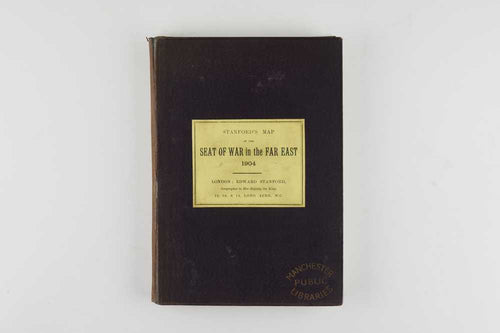 STANFORD'S MAP
OF THE
SEAT OF WAR in the FAR EAST
1904
LONDON: EDWARD STANFORD,
Geographer to His Majesty the King,
12, 13, & 14, LONG ACRE, W.C.
MANCHESTER
PUBLIC
LIBRARIES